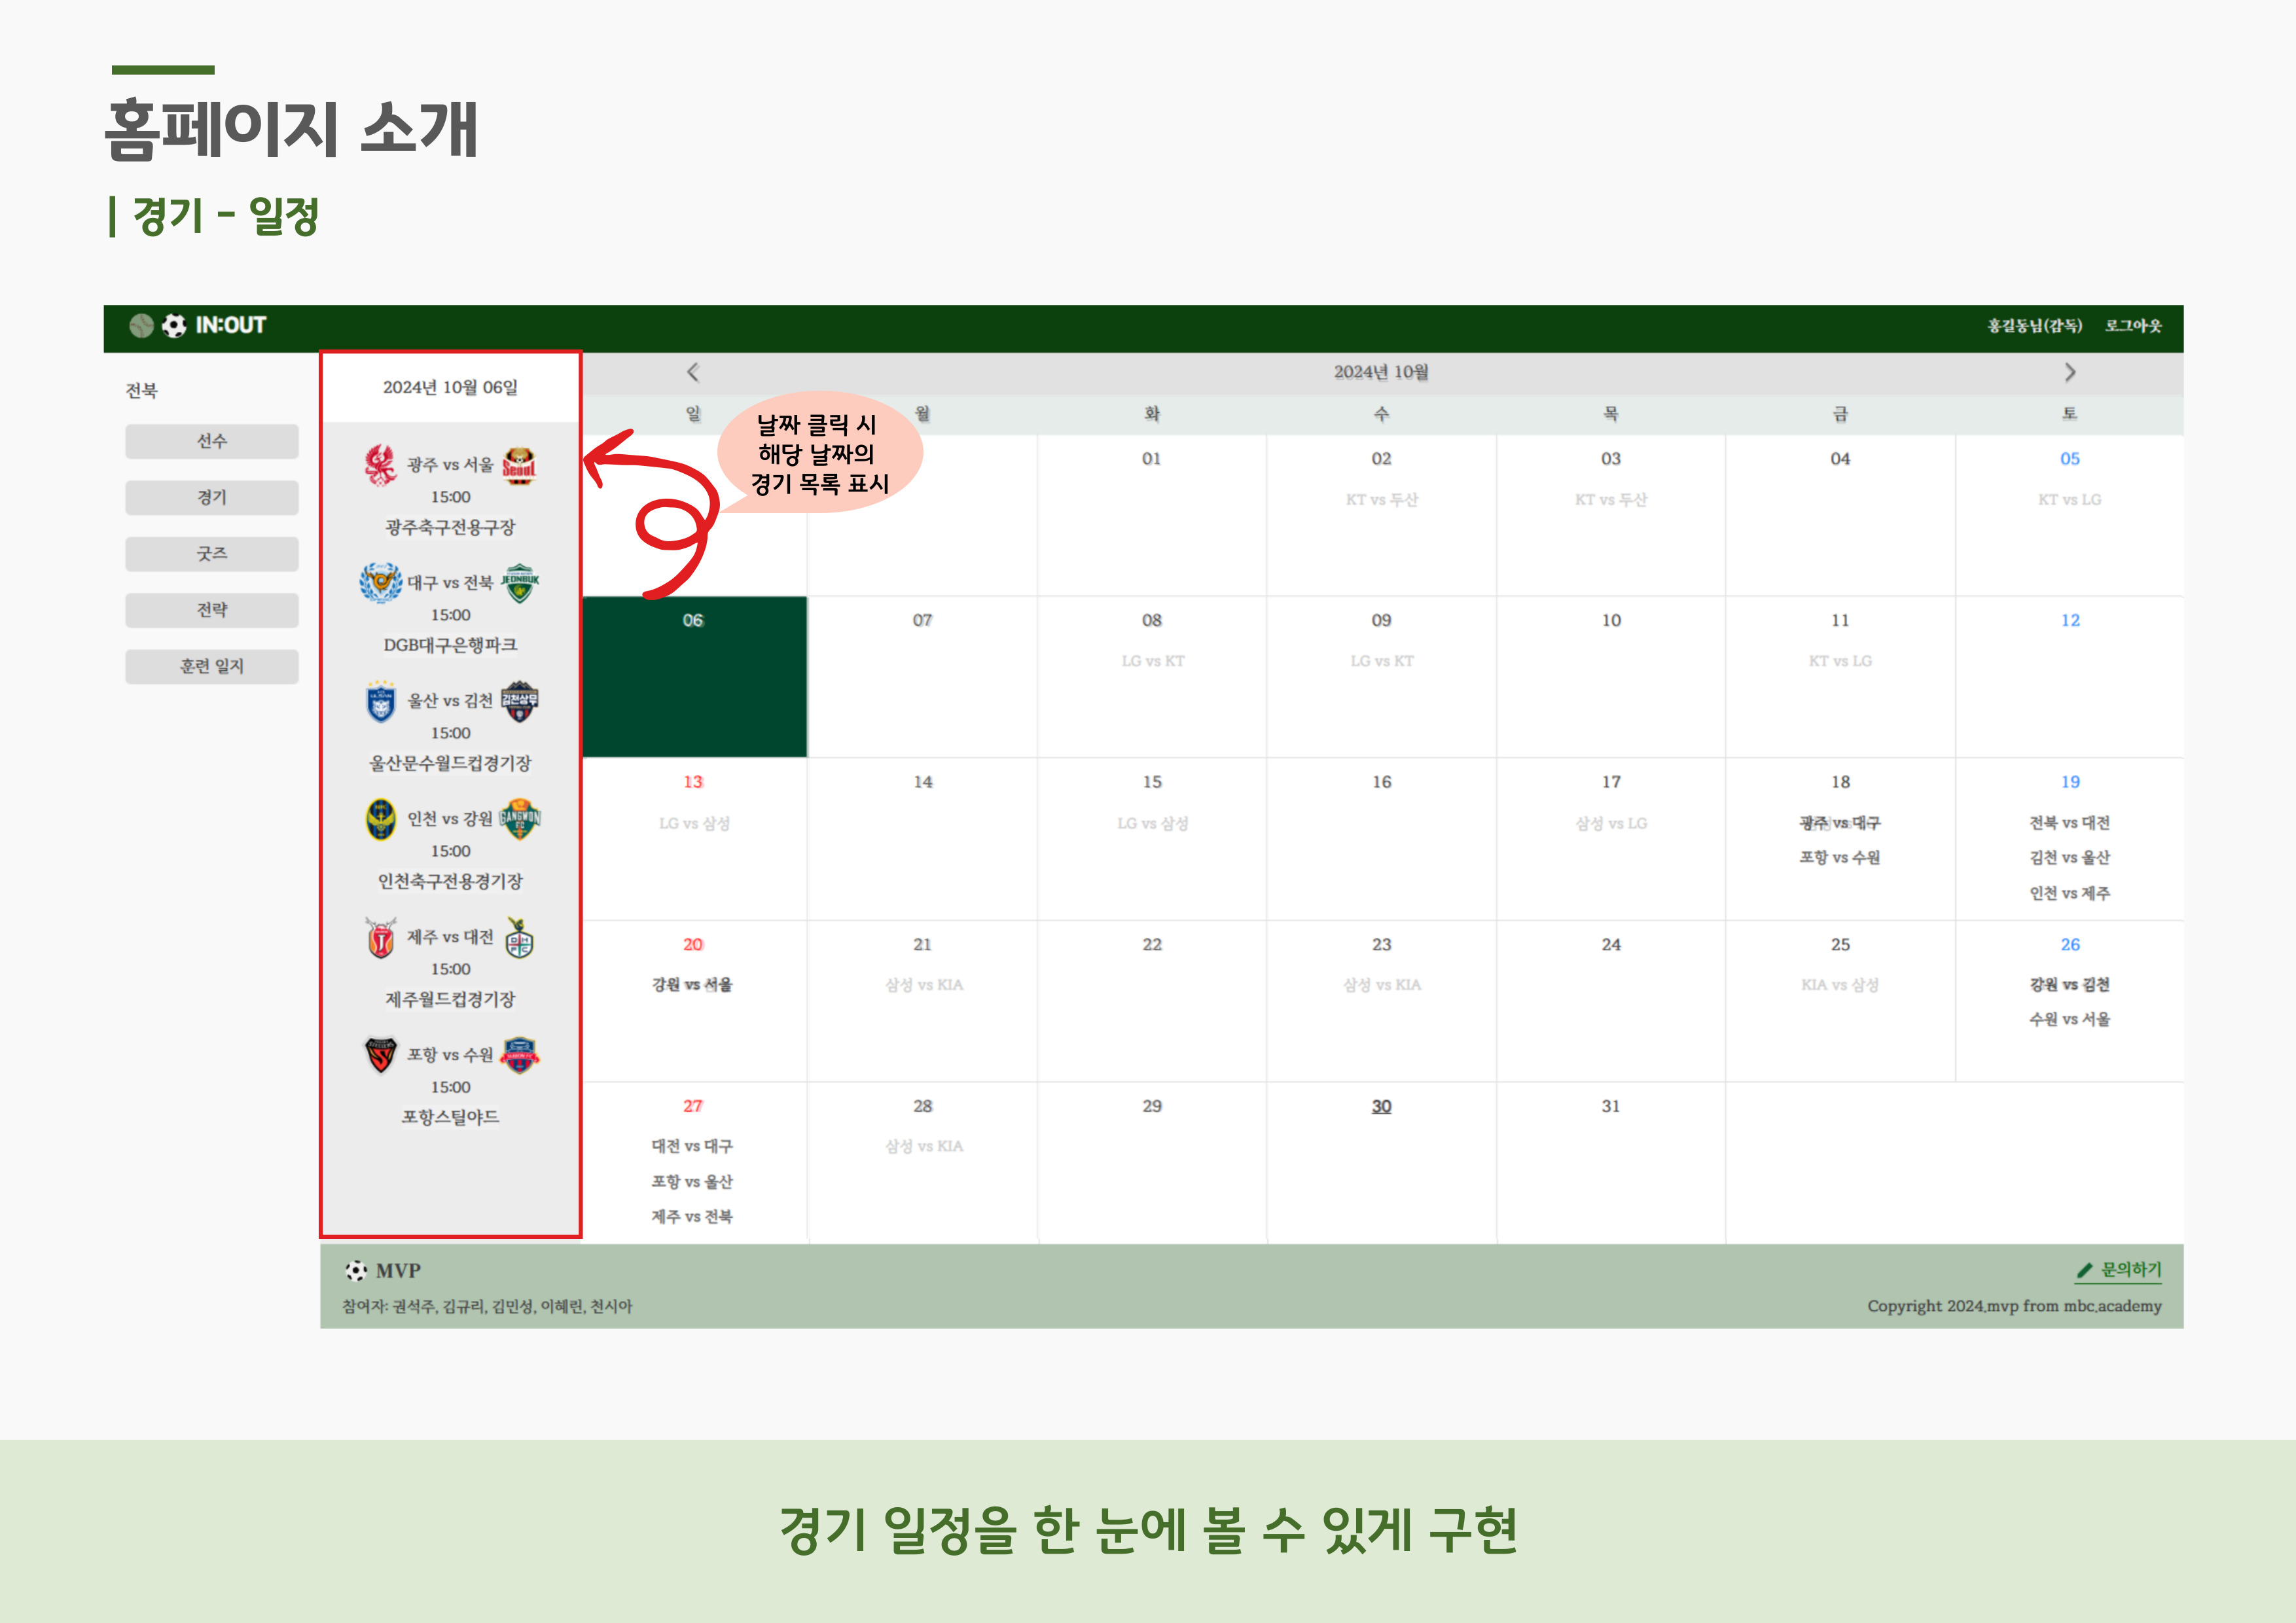 홈페이지 소개
| 경기 - 일정
IN:OUT
홍길동님(감독) 로그아웃
전북
선수
경기
굿즈
전략
훈련 일지
2024년 10월 06일
광주 vs 서울
15:00
광주축구전용구장
대구 vs 전북
15:00
DGB대구은행파크
울산 vs 김천
15:00
울산문수월드컵경기장
인천 vs 강원
15:00
인천축구전용경기장
제주 vs 대전
15:00
제주월드컵경기장
포항 vs 수원
15:00
포항스틸야드
날짜 클릭 시
해당 날짜의
경기 목록 표시
2024년 10월
일 월 화 수 목 금 토
01 02 03 04 05
KT vs 두산 KT vs 두산 KT vs LG
06 07 08 09 10 11 12
LG vs KT LG vs KT KT vs LG
13 14 15 16 17 18 19
LG vs 삼성 LG vs 삼성 삼성 vs LG 광주 vs 대구 전북 vs 대전
포항 vs 수원 김천 vs 울산
인천 vs 제주
20 21 22 23 24 25 26
강원 vs 서울 삼성 vs KIA 삼성 vs KIA KIA vs 삼성 강원 vs 김천
수원 vs 서울
27 28 29 30 31
대전 vs 대구 삼성 vs KIA
포항 vs 울산
제주 vs 전북
MVP
문의하기
참여자: 권석주, 김규리, 김민성, 이혜린, 천시아
Copyright 2024.mvp from mbc.academy
경기 일정을 한 눈에 볼 수 있게 구현